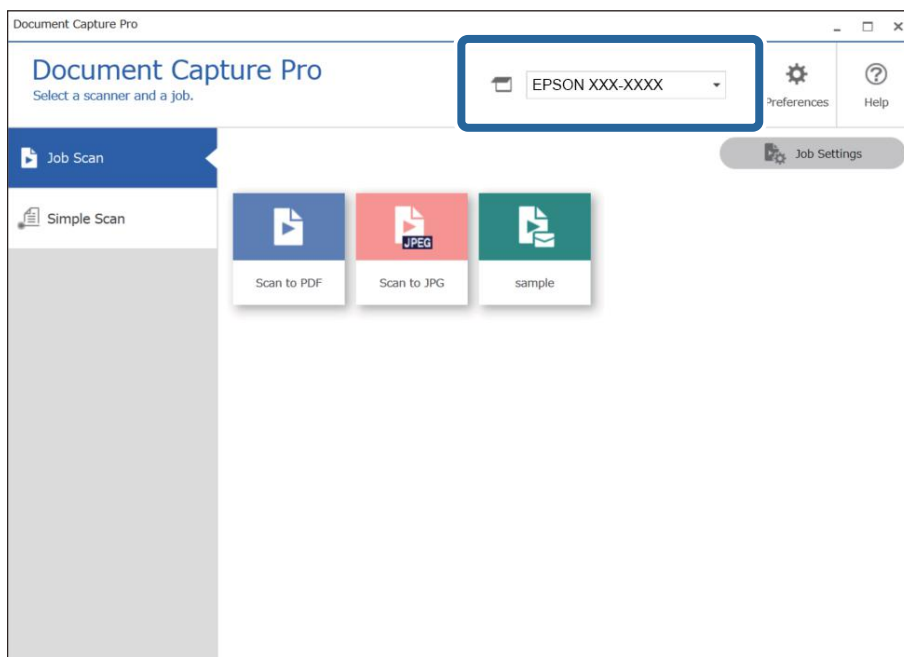 Document Capture Pro
Document Capture Pro
Select a scanner and a job.
EPSON XXX-XXXX
Preferences
Help
Job Scan
Job Settings
Simple Scan
JPEG
Scan to PDF
Scan to JPG
sample